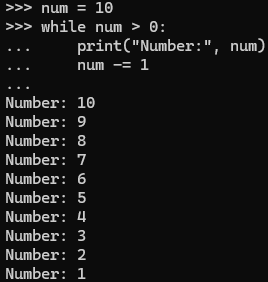 >>> num = 10
>>> while num > 0:
...     print("Number:", num)
...     num -= 1
...
Number: 10
Number: 9
Number: 8
Number: 7
Number: 6
Number: 5
Number: 4
Number: 3
Number: 2
Number: 1